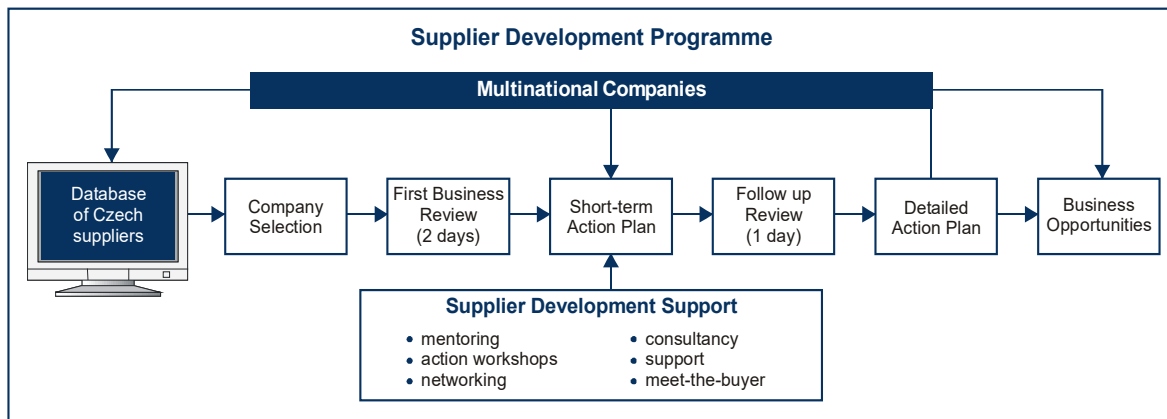 Supplier Development Programme
Multinational Companies
Database
of Czech
suppliers
Company
Selection
First Business
Review
(2 days)
Short-term
Action Plan
Follow up
Review
(1 day)
Detailed
Action Plan
Business
Opportunities
Supplier Development Support
• mentoring
• action workshops
• networking
• consultancy
• support
• meet-the-buyer